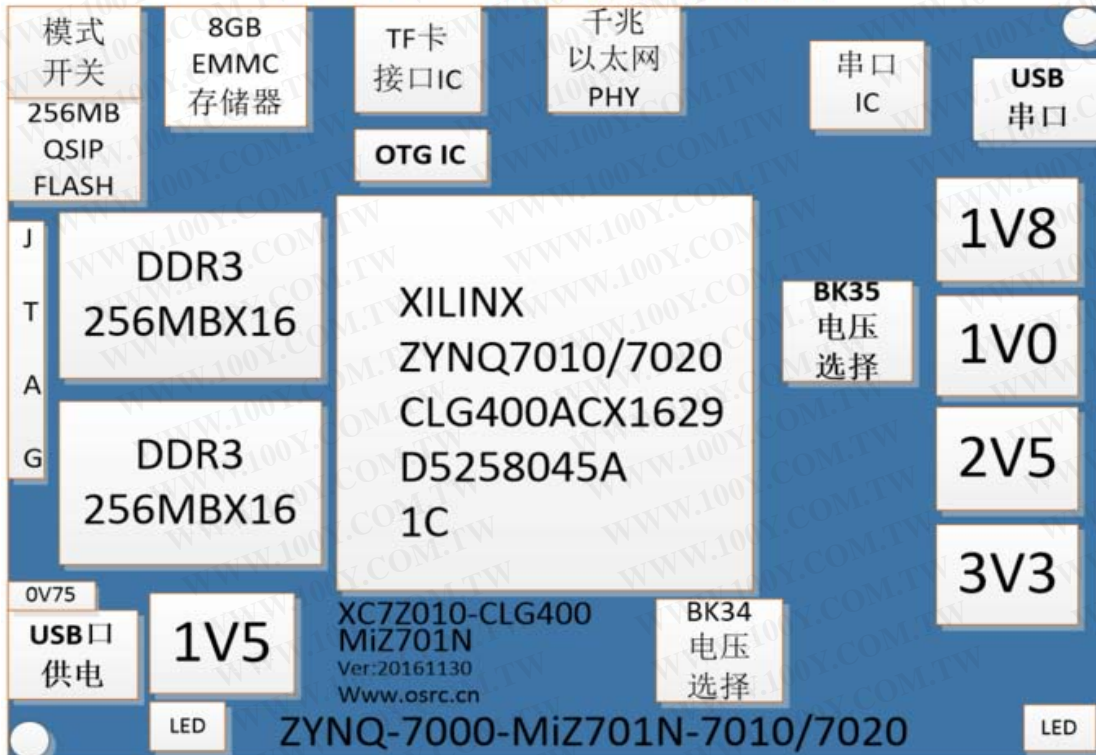 模式
开关
8GB
EMMC
存储器
TF卡
接口IC
千兆
以太网
PHY
串口
IC
USB
串口
256MB
QSIP
FLASH
OTG IC
J
T
A
G
DDR3
256MBX16
DDR3
256MBX16
XILINX
ZYNQ7010/7020
CLG400ACX1629
D5258045A
1C
BK35
电压
选择
1V8
1V0
2V5
3V3
0V75
USB口
供电
1V5
XC7Z010-CLG400
MiZ701N
Ver:20161130
Www.osrc.cn
BK34
电压
选择
LED
ZYNQ-7000-MiZ701N-7010/7020
LED
WWW.100Y.COM.TW